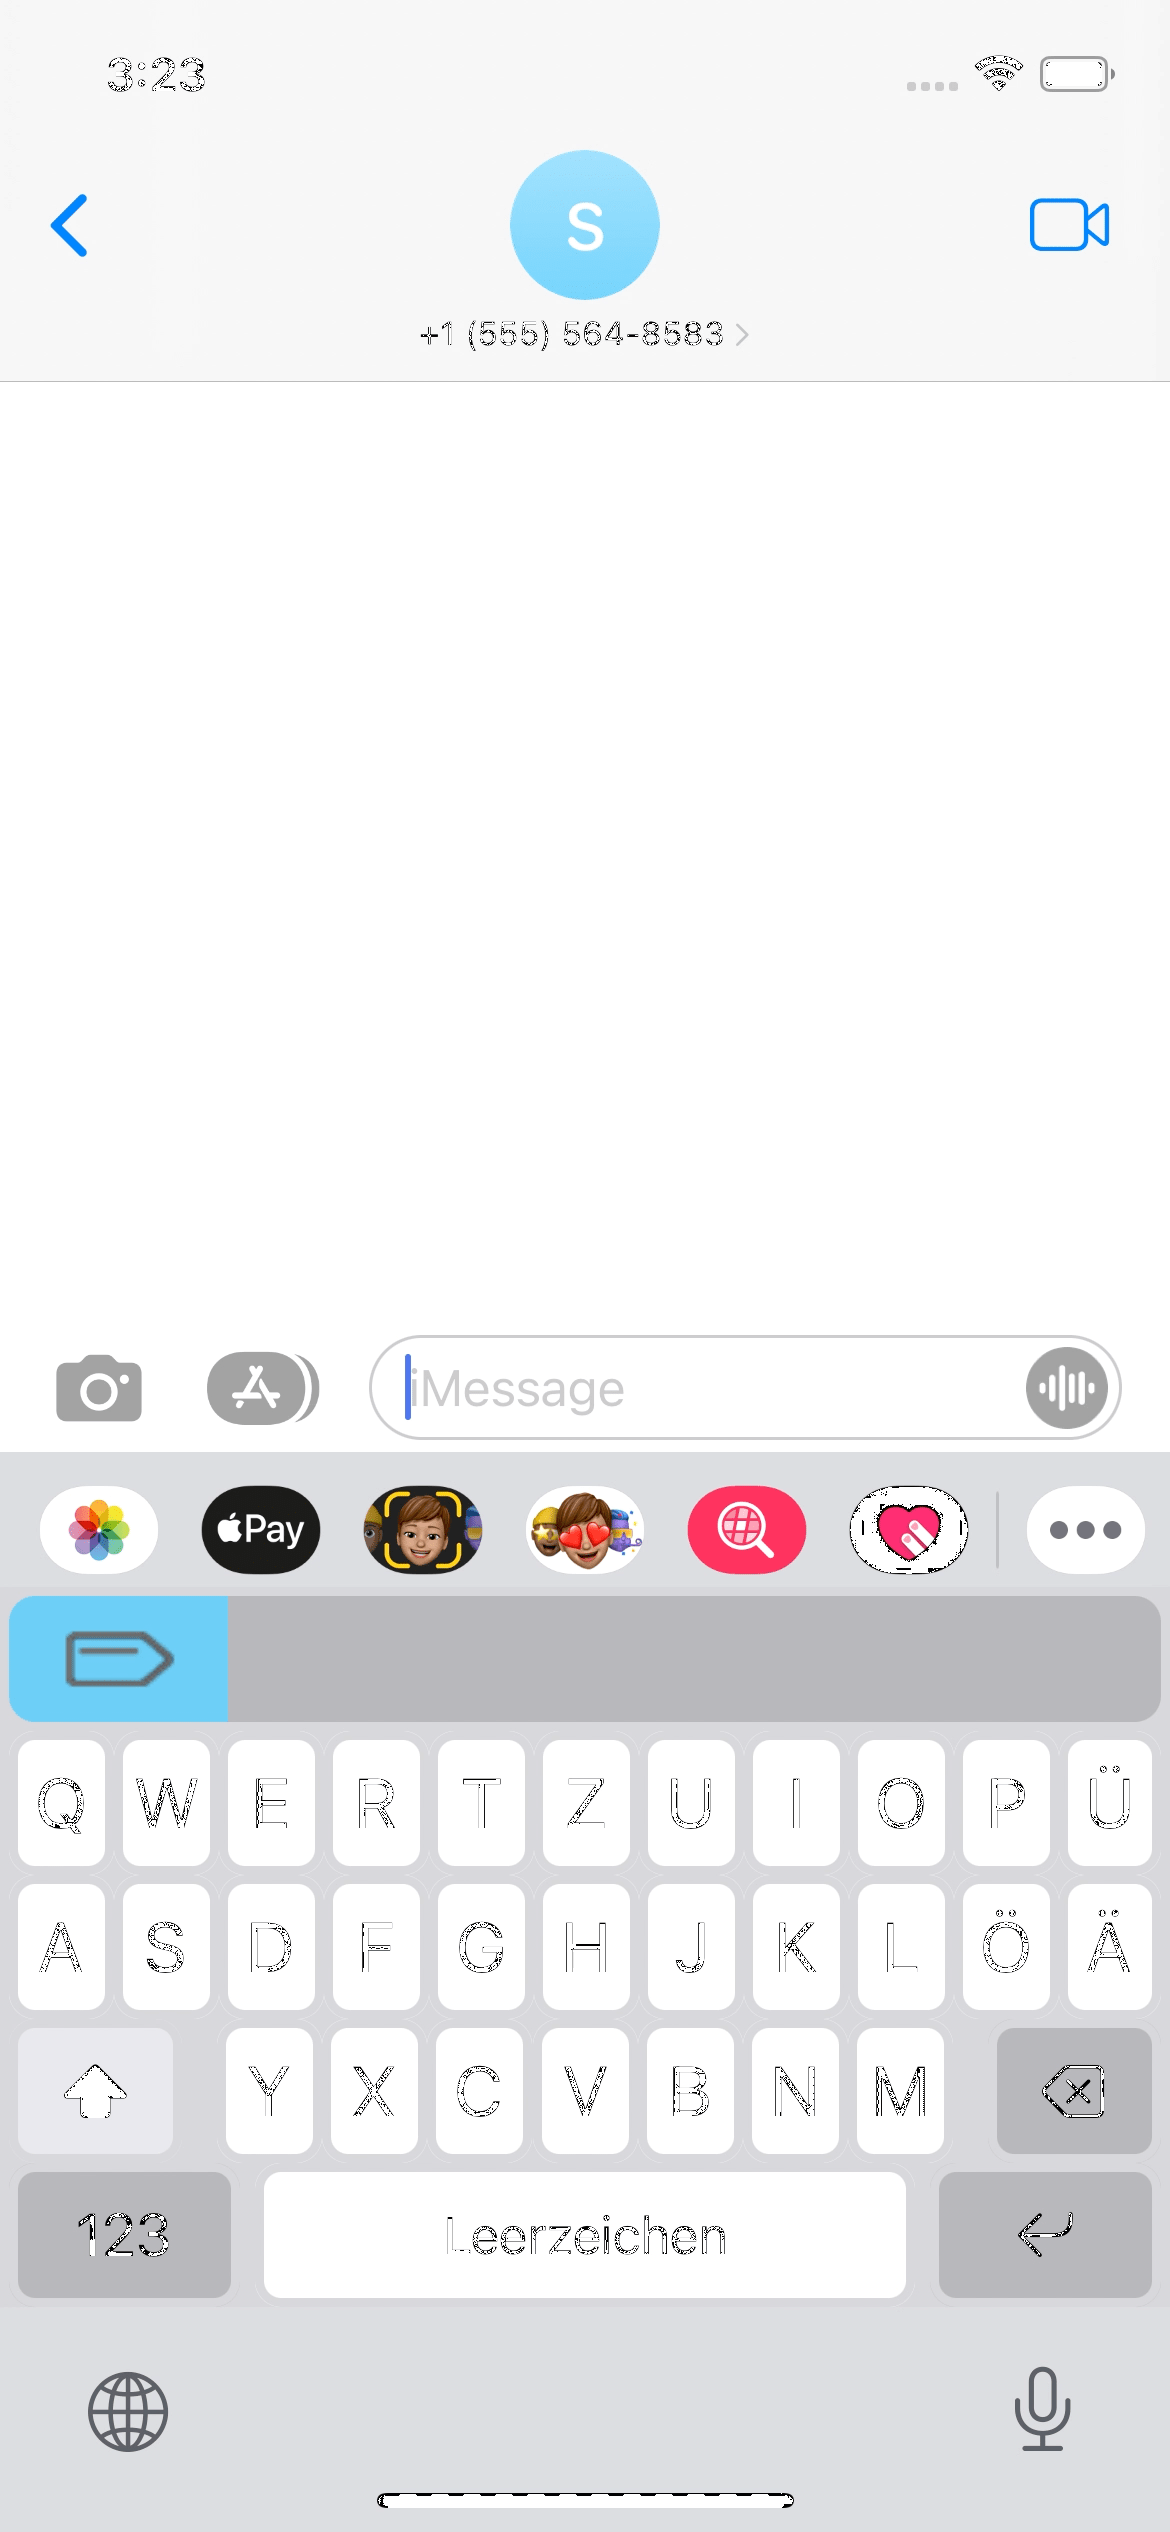 3:23
S
+1 (555) 564-8583
iMessage
Pay
Q W E R T Z U I O P Ü
A S D F G H J K L Ö Ä
Y X C V B N M
123 Leerzeichen